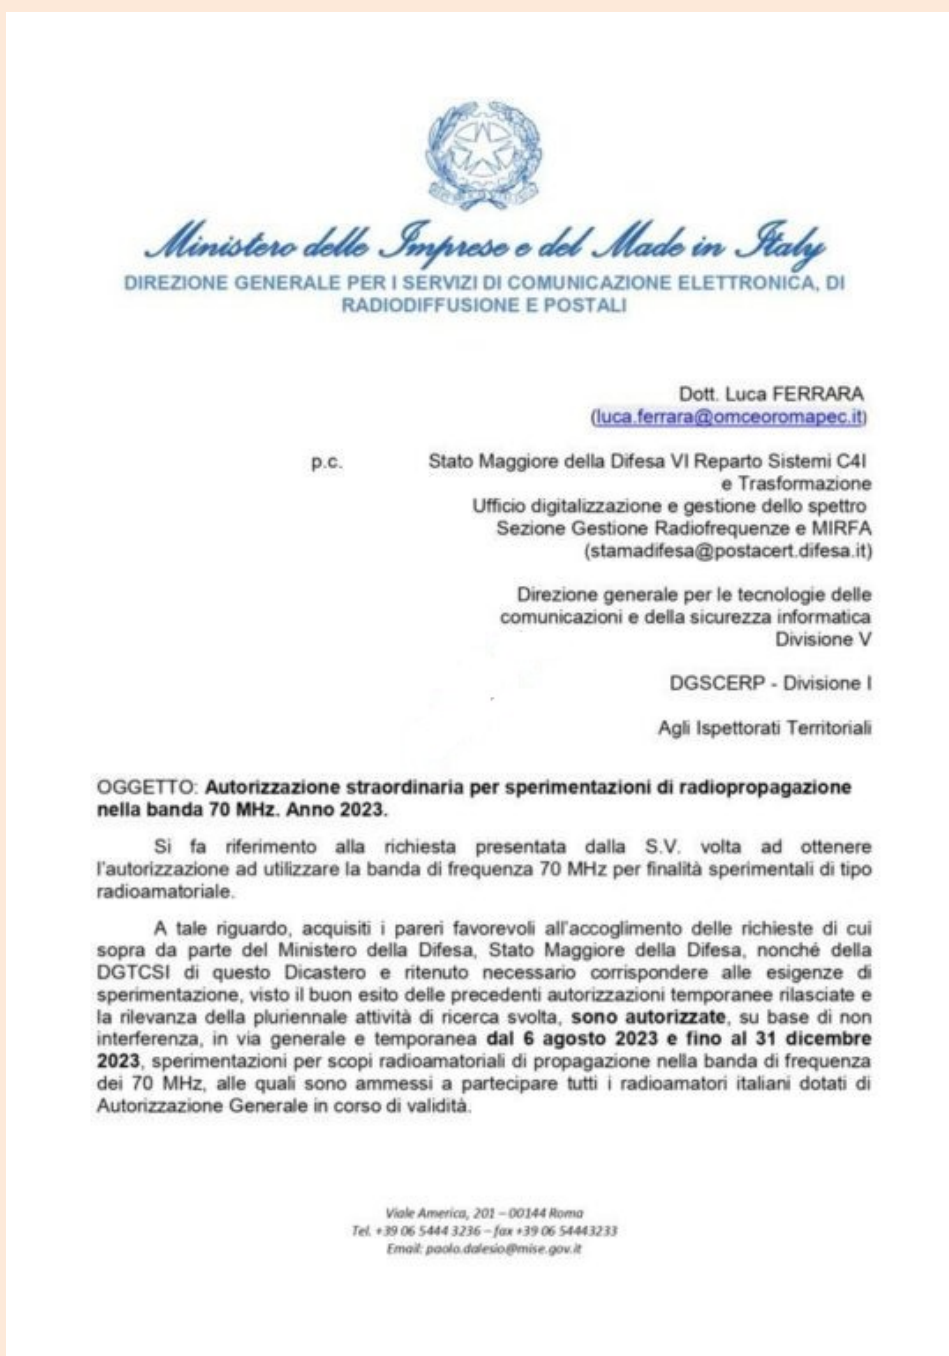 Ministero delle Imprese e del Made in Italy
DIREZIONE GENERALE PER I SERVIZI DI COMUNICAZIONE ELETTRONICA, DI
RADIODIFFUSIONE E POSTALI
Dott. Luca FERRARA
(luca.ferrara@omceoromapec.it)
p.c. Stato Maggiore della Difesa VI Reparto Sistemi C4I
e Trasformazione
Ufficio digitalizzazione e gestione dello spettro
Sezione Gestione Radiofrequenze e MIRFA
(stamadifesa@postacert.difesa.it)
Direzione generale per le tecnologie delle
comunicazioni e della sicurezza informatica
Divisione V
DGSCERP - Divisione I
Agli Ispettorati Territoriali
OGGETTO: Autorizzazione straordinaria per sperimentazioni di radiopropagazione
nella banda 70 MHz. Anno 2023.
Si fa riferimento alla richiesta presentata dalla S.V. volta ad ottenere
l'autorizzazione ad utilizzare la banda di frequenza 70 MHz per finalità sperimentali di tipo
radioamatoriale.
A tale riguardo, acquisiti i pareri favorevoli all'accoglimento delle richieste di cui
sopra da parte del Ministero della Difesa, Stato Maggiore della Difesa, nonché della
DGTCSI di questo Dicastero e ritenuto necessario corrispondere alle esigenze di
sperimentazione, visto il buon esito delle precedenti autorizzazioni temporanee rilasciate e
la rilevanza della pluriennale attività di ricerca svolta, sono autorizzate, su base di non
interferenza, in via generale e temporanea dal 6 agosto 2023 e fino al 31 dicembre
2023, sperimentazioni per scopi radioamatoriali di propagazione nella banda di frequenza
dei 70 MHz, alle quali sono ammessi a partecipare tutti i radioamatori italiani dotati di
Autorizzazione Generale in corso di validità.
Viale America, 201 – 00144 Roma
Tel. +39 06 5444 3236 – fax +39 06 54443233
Email: paolo.dalesio@mise.gov.it